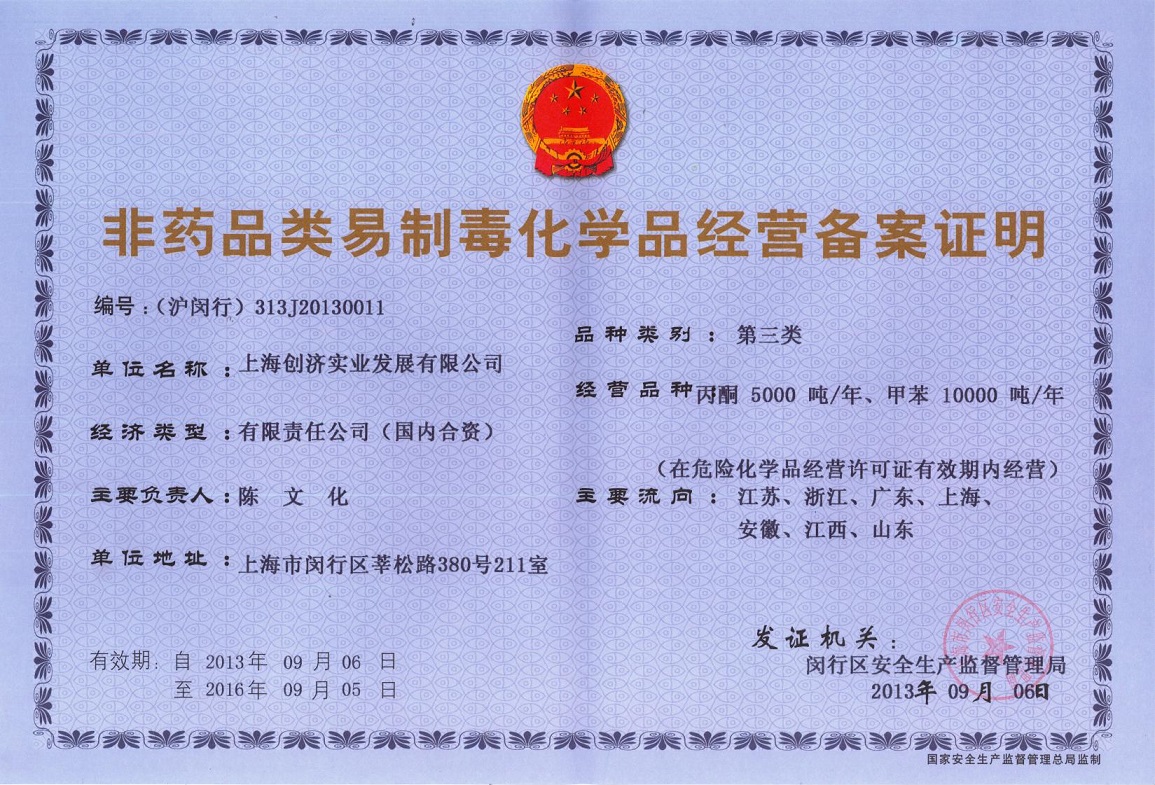 非药品类易制毒化学品经营备案证明
编号：（沪闵行）313J20130011
单位名称：上海创济实业发展有限公司
经济类型：有限责任公司（国内合资）
主要负责人：陈 文 化
单位地址：上海市闵行区莘松路380号211室
有效期：自 2013年 09 月 06 日
至 2016年 09 月 05 日
品种类别：第三类
经营品种 丙酮 5000 吨/年、甲苯 10000 吨/年
（在危险化学品经营许可证有效期内经营）
主要流向：江苏、浙江、广东、上海、
安徽、江西、山东
发证机关：
闵行区安全生产监督管理局
2013年 09 月 06日
国家安全生产监督管理总局监制